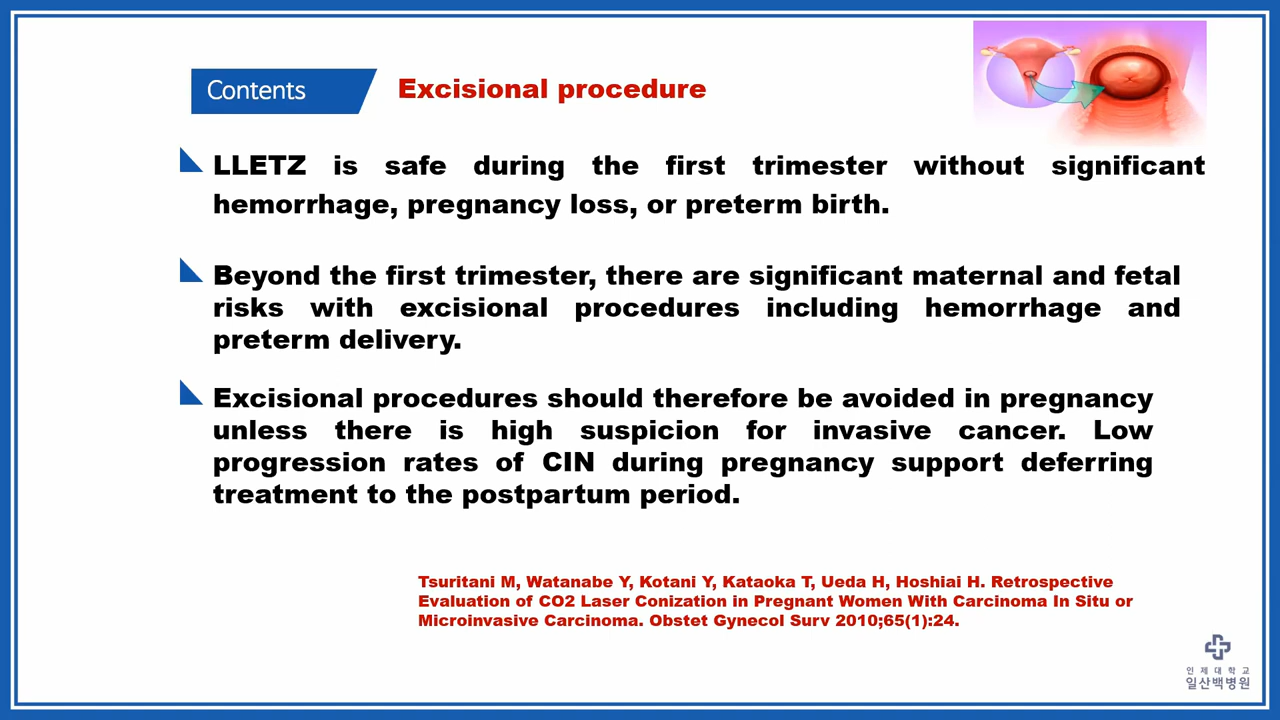 Contents
Excisional procedure
LLETZ is safe during the first trimester without significant
hemorrhage, pregnancy loss, or preterm birth.
Beyond the first trimester, there are significant maternal and fetal
risks with excisional procedures including hemorrhage and
preterm delivery.
Excisional procedures should therefore be avoided in pregnancy
unless there is high suspicion for invasive cancer. Low
progression rates of CIN during pregnancy support deferring
treatment to the postpartum period.
Tsuritani M, Watanabe Y, Kotani Y, Kataoka T, Ueda H, Hoshiai H. Retrospective
Evaluation of CO2 Laser Conization in Pregnant Women With Carcinoma In Situ or
Microinvasive Carcinoma. Obstet Gynecol Surv 2010;65(1):24.
인제대학교
일산백병원